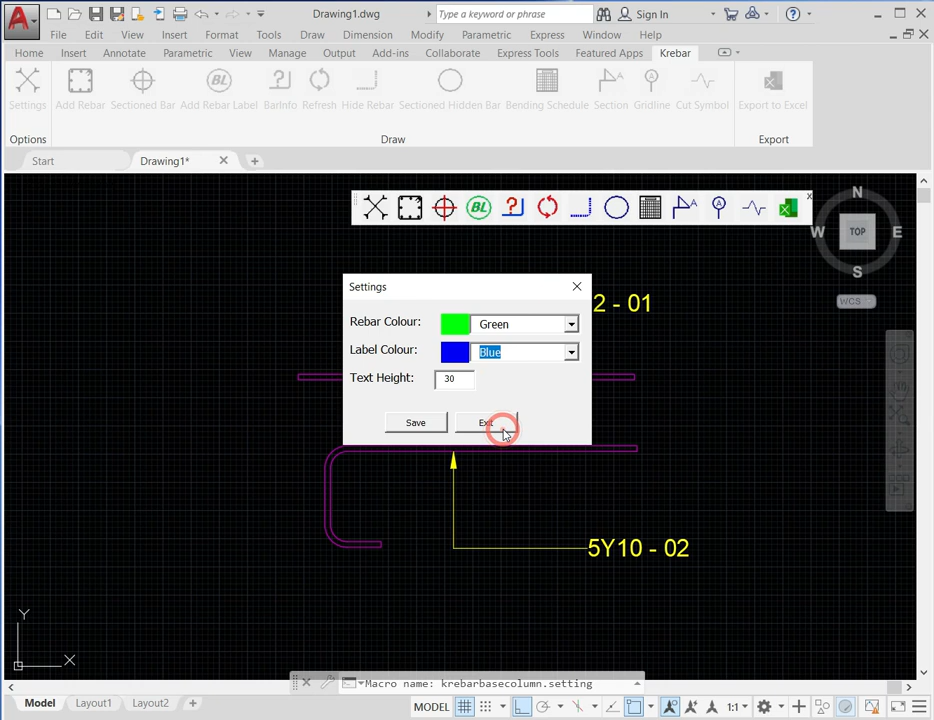 A Drawing1.dwg Type a keyword or phrase Sign In
File Edit View Insert Format Tools Draw Dimension Modify Parametric Express Window Help
Home Insert Annotate Parametric View Manage Output Add-ins Collaborate Express Tools Featured Apps Krebar
BL
Settings Add Rebar Sectioned Bar Add Rebar Label BarInfo Refresh Hide Rebar Sectioned Hidden Bar Bending Schedule Section Gridline Cut Symbol Export to Excel
Options Draw Export
Start Drawing1*
N
BL A A
W TOP E
S
Settings
WCS
2 - 01
Rebar Colour: Green
Label Colour: Blue
Text Height: 30
Save Exit
5Y10 - 02
Y
X
Macro name: krebarbasecolumn.setting
Model Layout1 Layout2 +
MODEL 1:1